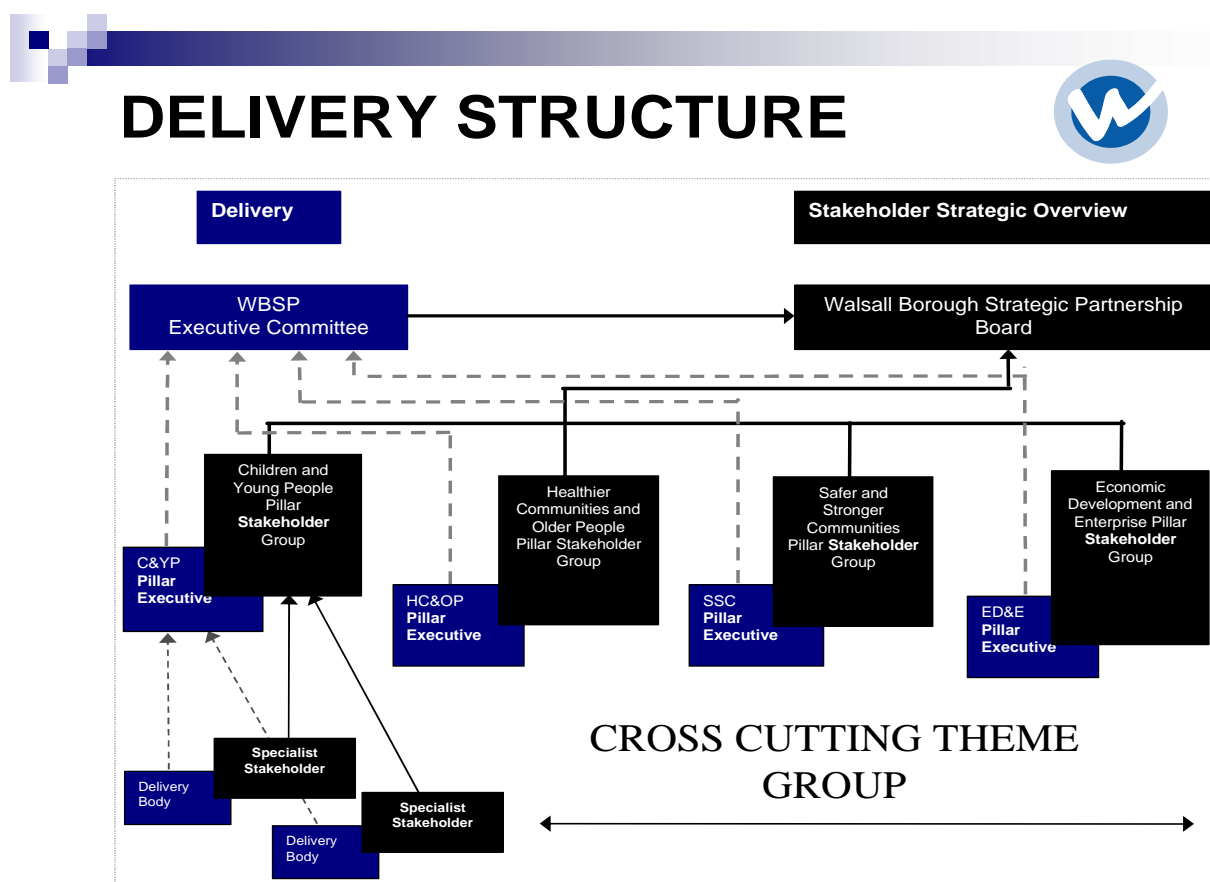 DELIVERY STRUCTURE
Delivery
Stakeholder Strategic Overview
WBSP
Executive Committee
Walsall Borough Strategic Partnership
Board
Children and
Young People
Pillar
Stakeholder
Group
Healthier
Communities and
Older People
Pillar Stakeholder
Group
Safer and
Stronger
Communities
Pillar Stakeholder
Group
Economic
Development and
Enterprise Pillar
Stakeholder
Group
C&YP
Pillar
Executive
HC&OP
Pillar
Executive
SSC
Pillar
Executive
ED&E
Pillar
Executive
Specialist
Stakeholder
Delivery
Body
Specialist
Stakeholder
Delivery
Body
CROSS CUTTING THEME
GROUP